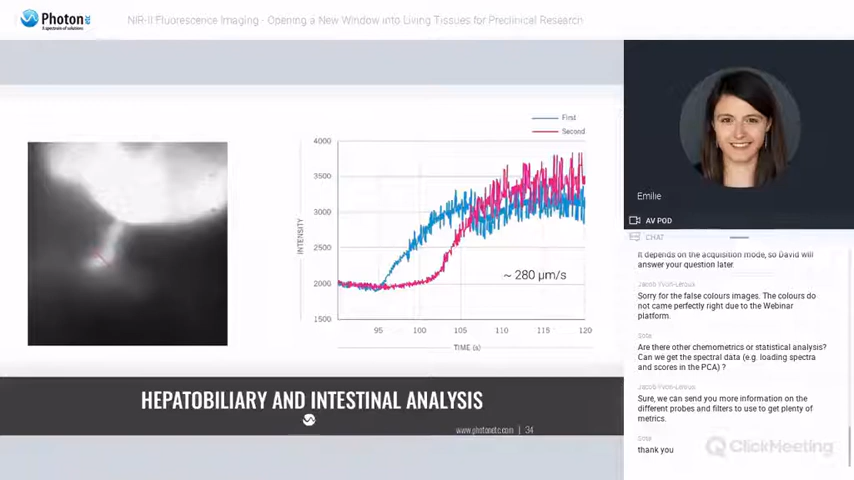 Photon etc
A spectrum of solutions
NIR-II Fluorescence Imaging - Opening a New Window into Living Tissues for Preclinical Research
First
Second
4000
3500
3000
2500
2000
1500
INTENSITY
~ 280 µm/s
95
100
105
110
115
120
TIME (s)
HEPATOBILIARY AND INTESTINAL ANALYSIS
www.photonetc.com | 34
Emilie
AV POD
CHAT
It depends on the acquisition mode, so David will
answer your question later.
Jacob Yvon-Leroux
Sorry for the false colours images. The colours do
not came perfectly right due to the Webinar
platform.
Sota
Are there other chemometrics or statistical analysis?
Can we get the spectral data (e.g. loading spectra
and scores in the PCA) ?
Jacob Yvon-Leroux
Sure, we can send you more information on the
different probes and filters to use to get plenty of
metrics.
Sota
thank you
ClickMeeting